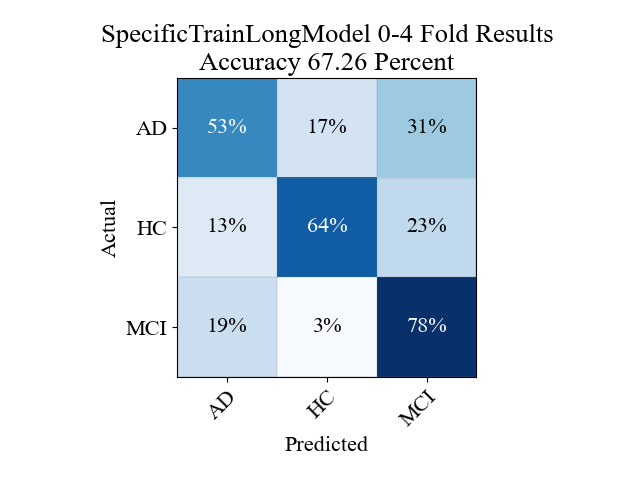 SpecificTrainLongModel 0-4 Fold Results
Accuracy 67.26 Percent
AD 53% 17% 31%
Actual
HC 13% 64% 23%
MCI 19% 3% 78%
AD HC MCI
Predicted